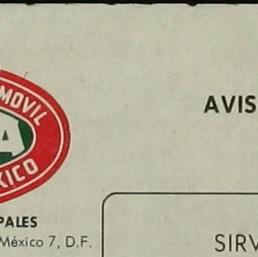 MOVIL
A
XICO
AVIS
PALES
México 7, D.F.
SIRV